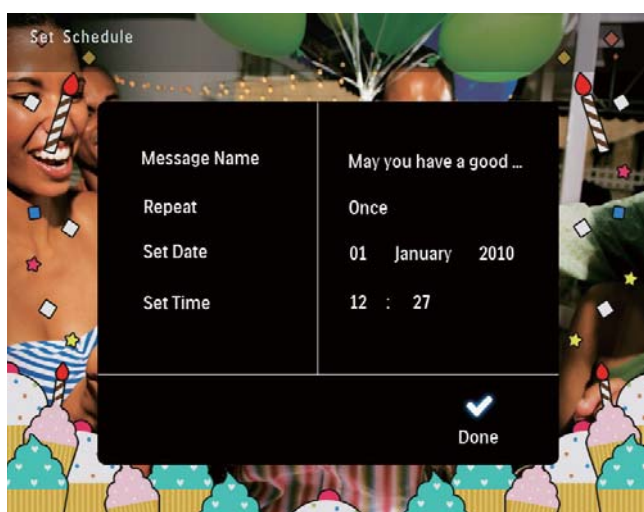 Set Schedule
Message Name May you have a good ...
Repeat Once
Set Date 01 January 2010
Set Time 12 : 27
Done